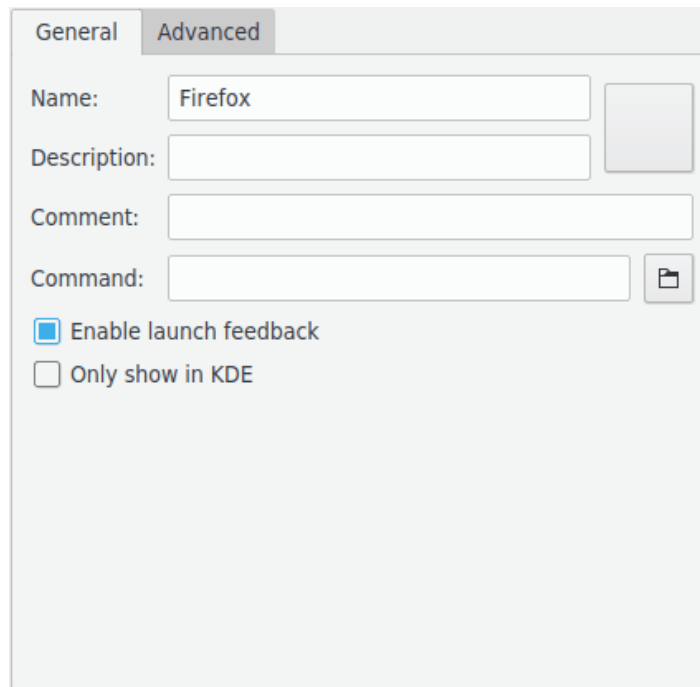 General Advanced
Name: Firefox
Description:
Comment:
Command:
Enable launch feedback
Only show in KDE